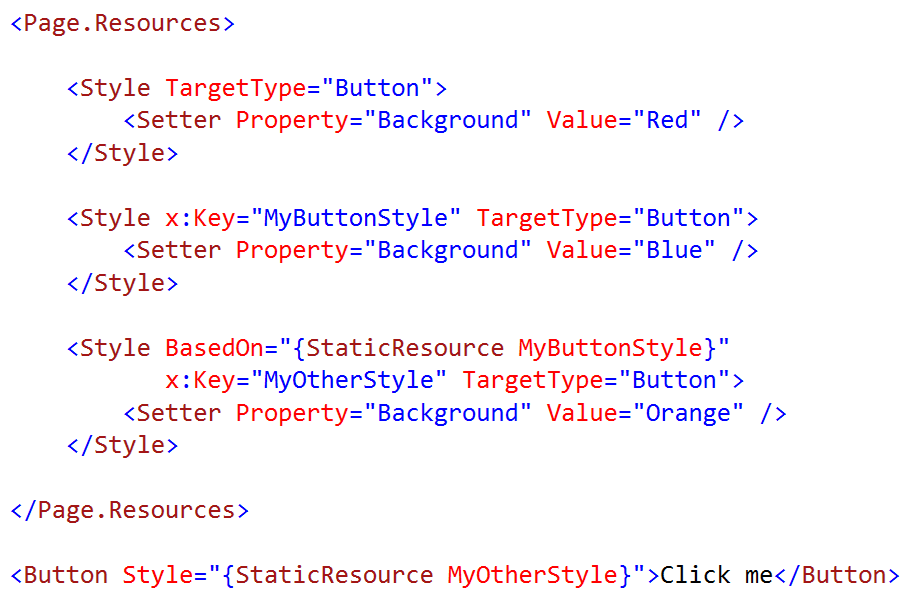 <Page.Resources>
    <Style TargetType="Button">
        <Setter Property="Background" Value="Red" />
    </Style>
    <Style x:Key="MyButtonStyle" TargetType="Button">
        <Setter Property="Background" Value="Blue" />
    </Style>
    <Style BasedOn="{StaticResource MyButtonStyle}"
           x:Key="MyOtherStyle" TargetType="Button">
        <Setter Property="Background" Value="Orange" />
    </Style>
</Page.Resources>
<Button Style="{StaticResource MyOtherStyle}">Click me</Button>